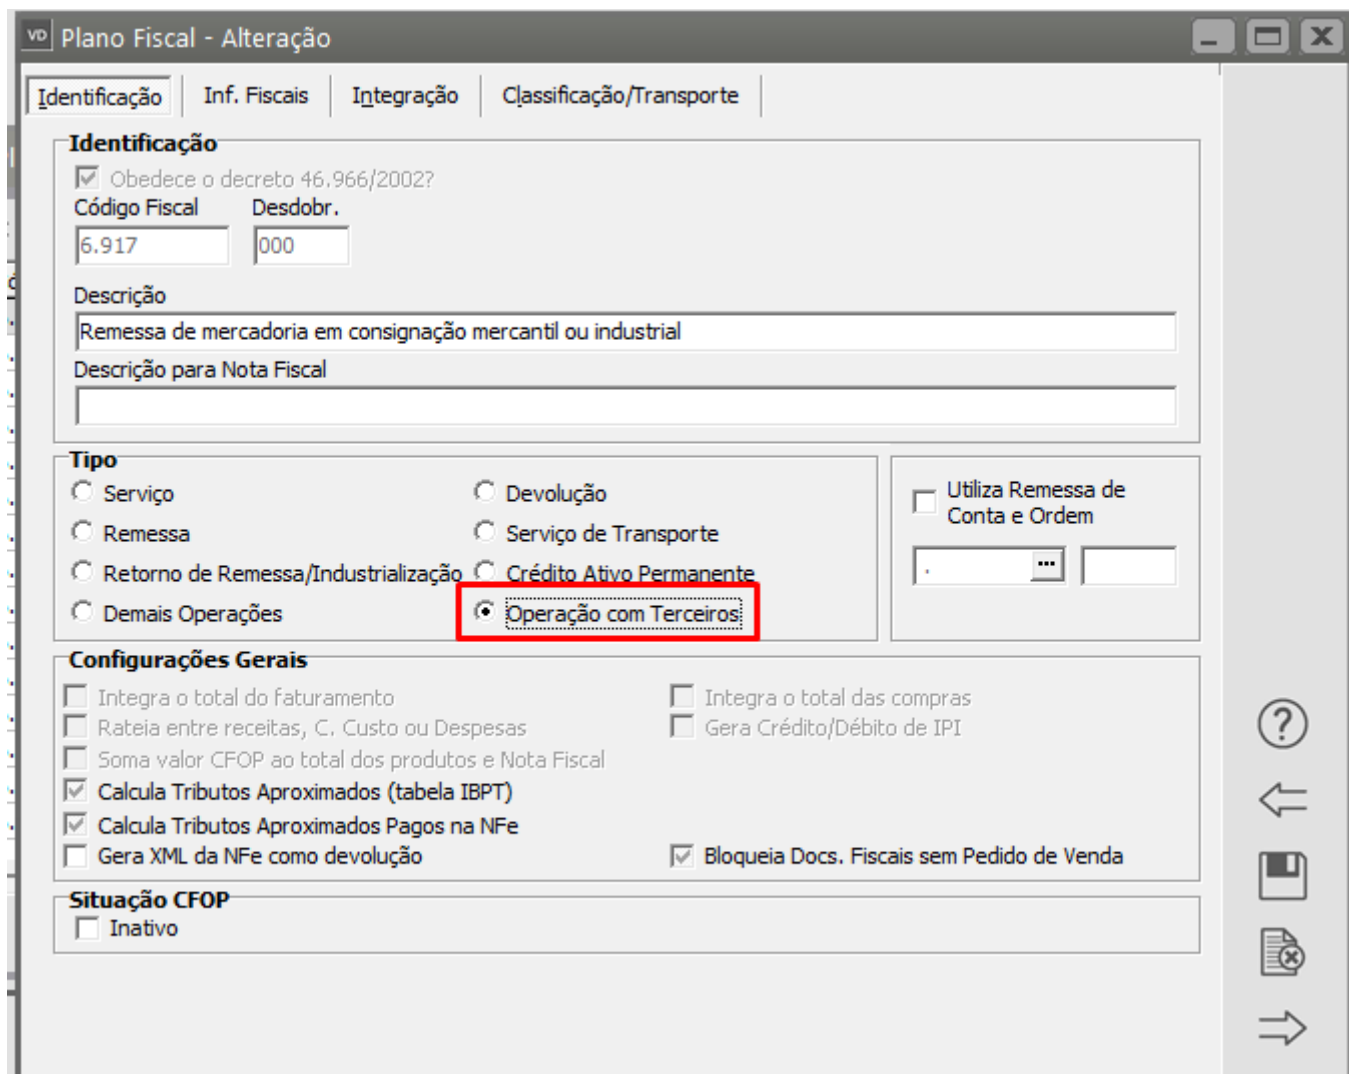 VD Plano Fiscal - Alteração
Identificação Inf. Fiscais Integração Classificação/Transporte
Identificação
Obedece o decreto 46.966/2002?
Código Fiscal Desdobr.
6.917 000
Descrição
Remessa de mercadoria em consignação mercantil ou industrial
Descrição para Nota Fiscal
Tipo
Serviço Devolução
Remessa Serviço de Transporte
Retorno de Remessa/Industrialização Crédito Ativo Permanente
Demais Operações Operação com Terceiros
Utiliza Remessa de
Conta e Ordem
. ...
Configurações Gerais
Integra o total do faturamento Integra o total das compras
Rateia entre receitas, C. Custo ou Despesas Gera Crédito/Débito de IPI
Soma valor CFOP ao total dos produtos e Nota Fiscal
Calcula Tributos Aproximados (tabela IBPT)
Calcula Tributos Aproximados Pagos na NFe
Gera XML da NFe como devolução Bloqueia Docs. Fiscais sem Pedido de Venda
Situação CFOP
Inativo